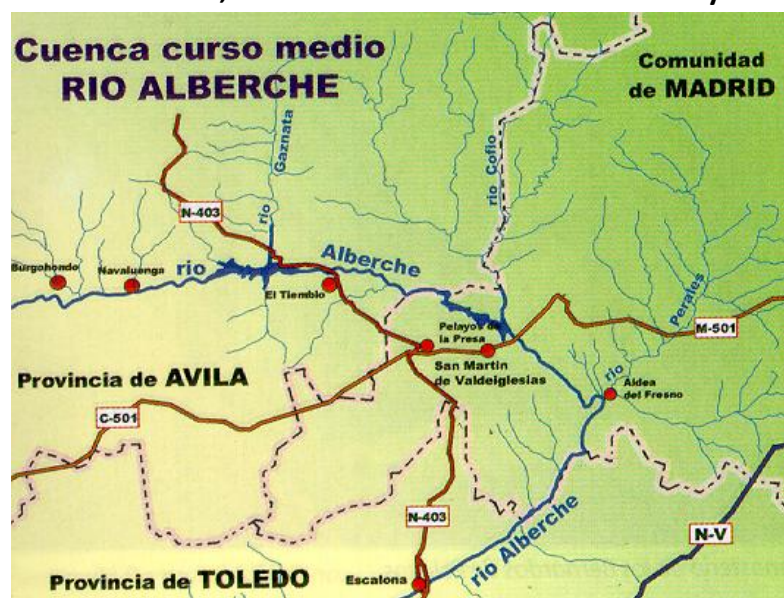 Cuenca curso medio
RIO ALBERCHE
Comunidad
de MADRID
rio Gaznata
rio Cofio
N-403
Burgohondo
Navaluenga
rio Alberche
El Tiemblo
Pelayos de
la Presa
San Martin
de Valdeiglesias
M-501
rio Perales
Aldea
del Fresno
Provincia de AVILA
C-501
N-403
rio Alberche
N-V
Provincia de TOLEDO
Escalona